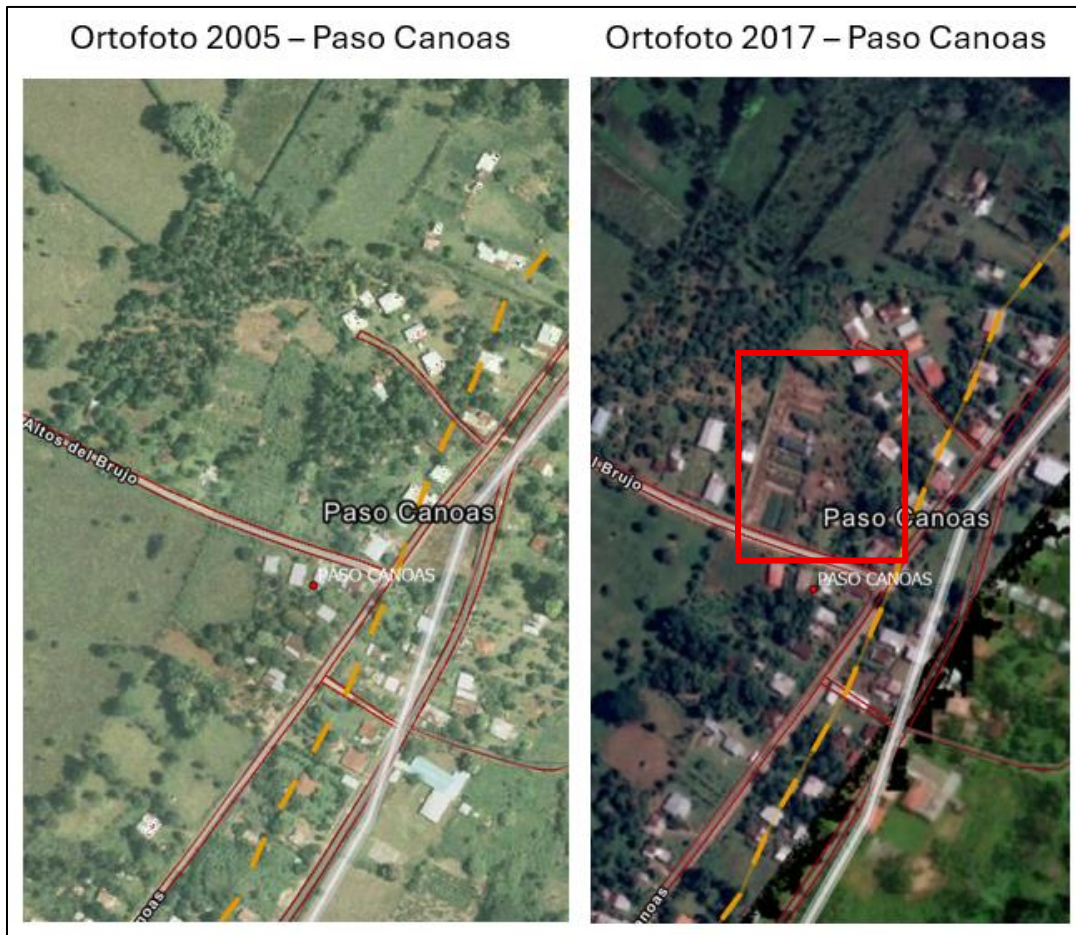 Ortofoto 2005 – Paso Canoas
Ortofoto 2017 – Paso Canoas
Altos del Brujo
l Brujo
Paso Canoas
Paso Canoas
PASO CANOAS
PASO CANOAS
noas
Canoas